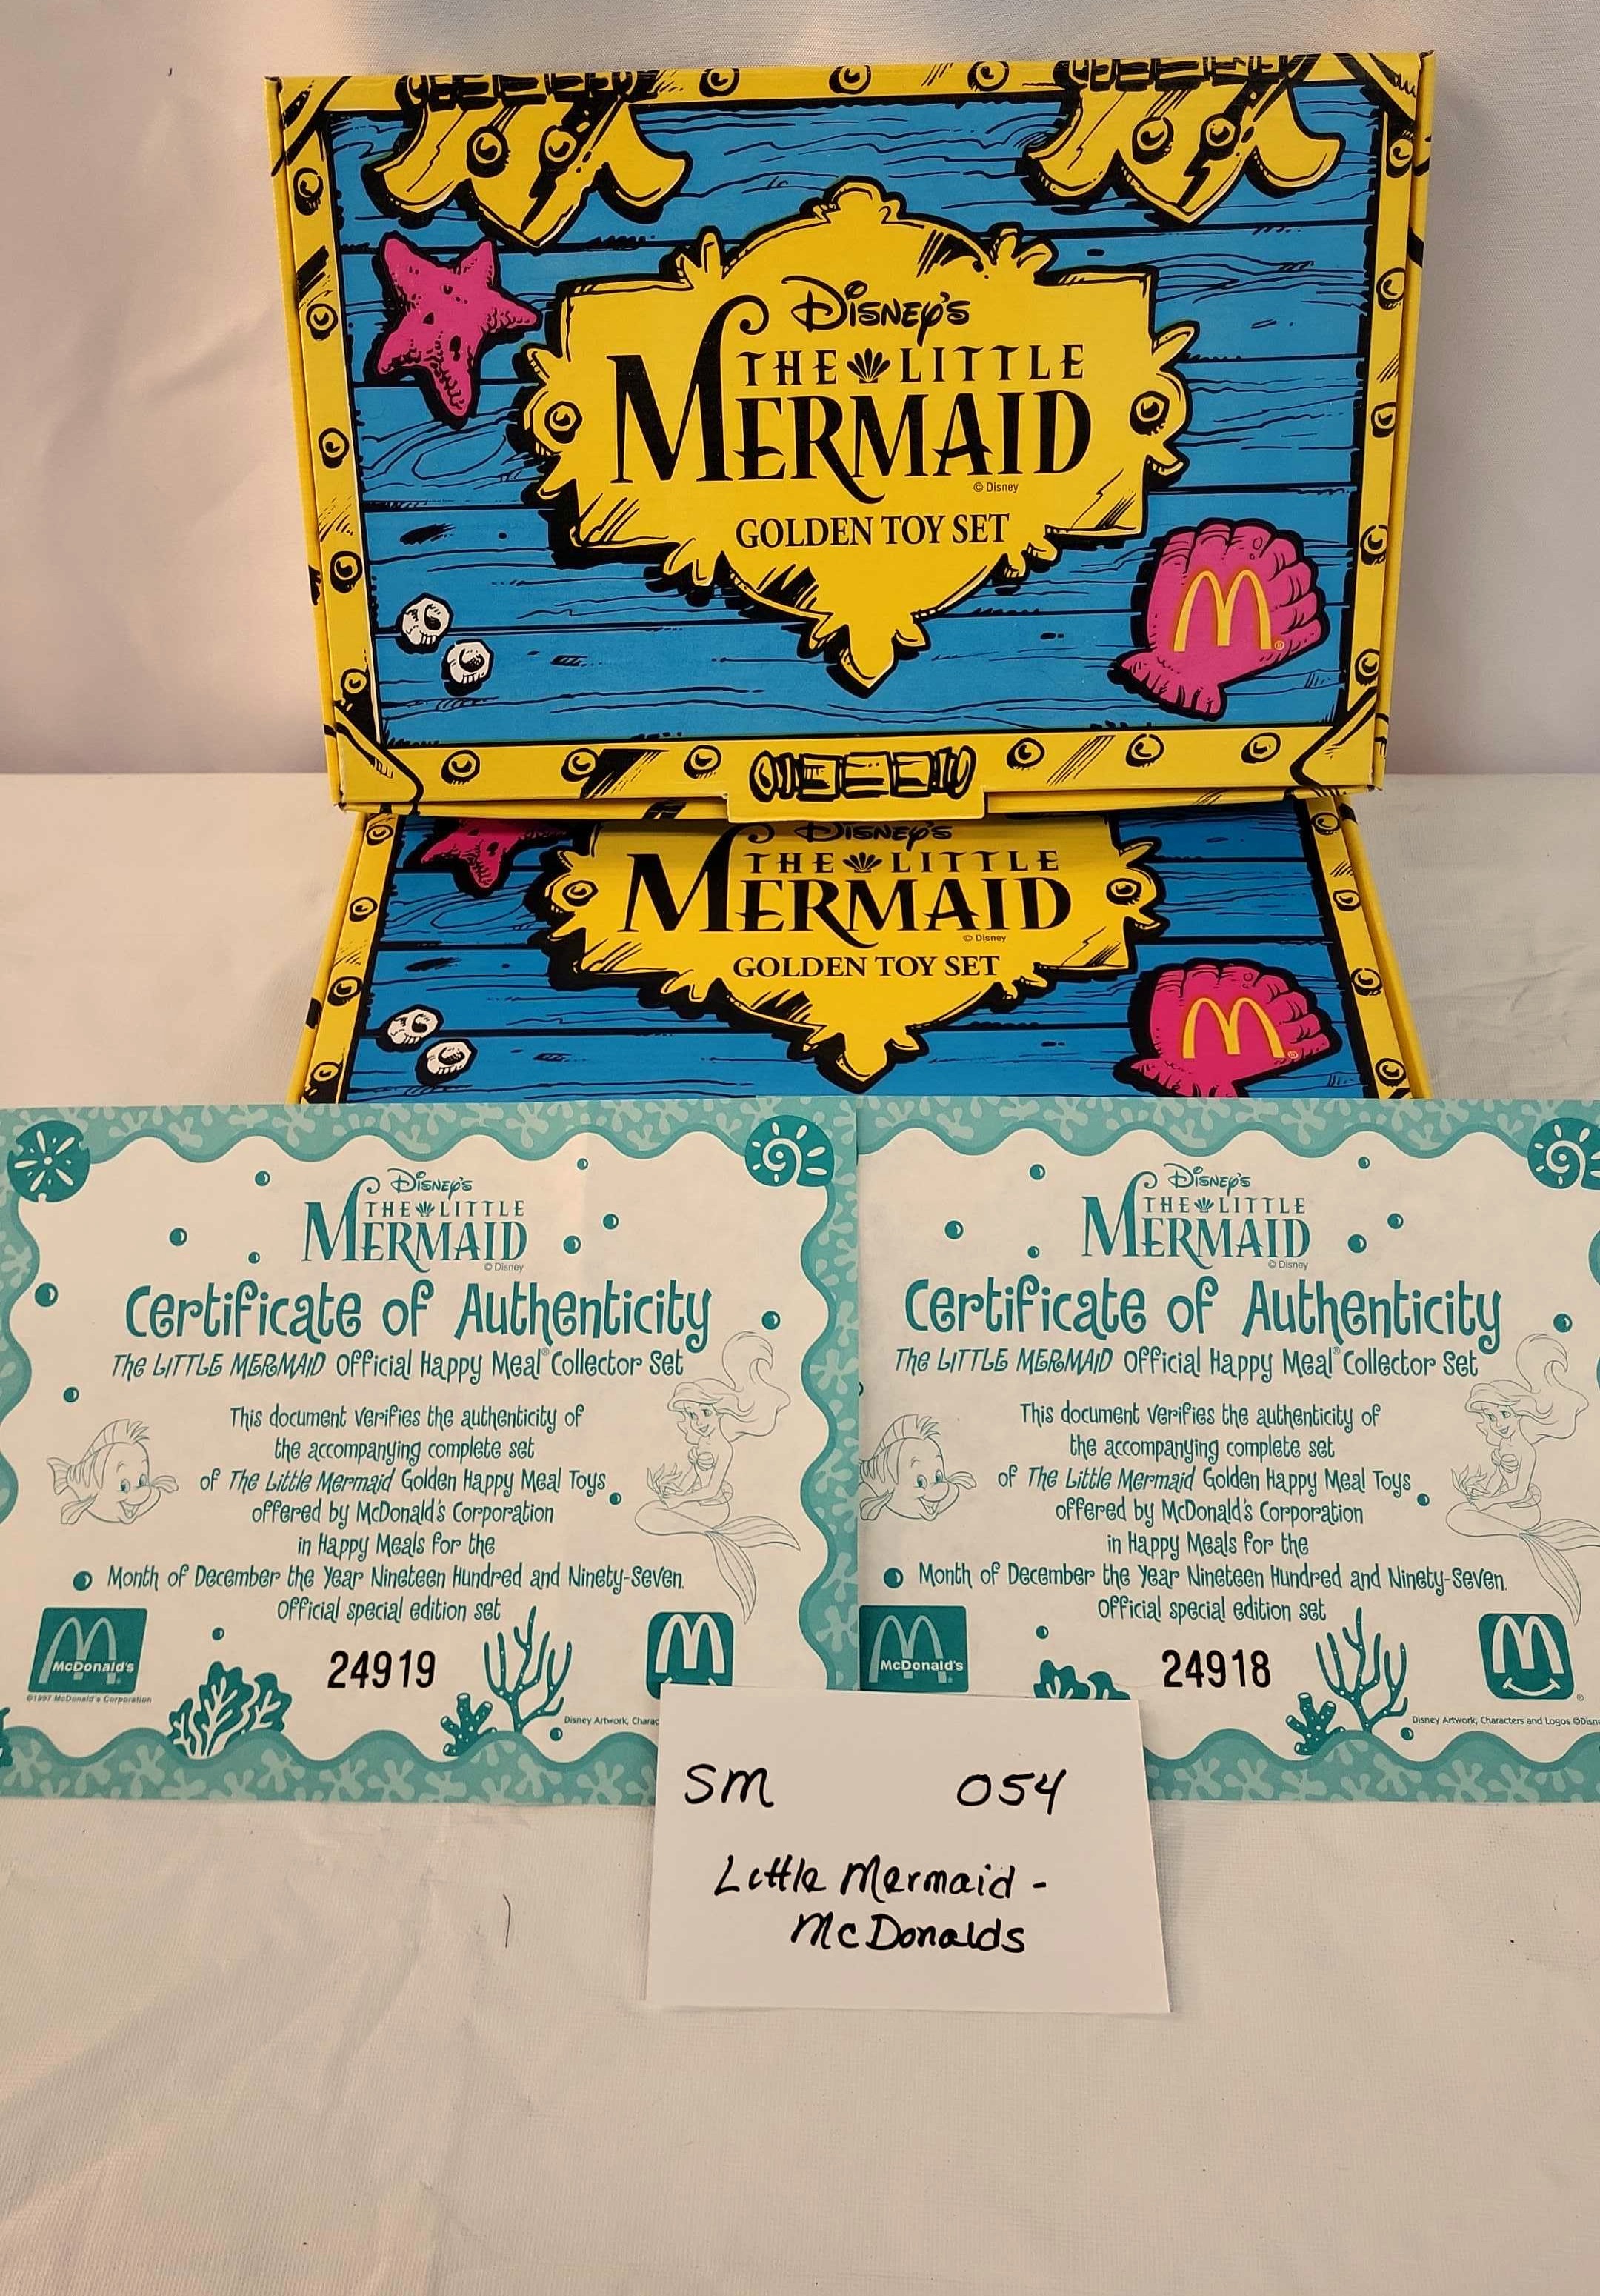 DISNEY'S
THE LITTLE
MERMAID
© Disney
GOLDEN TOY SET
M®
DISNEY'S
THE LITTLE
MERMAID
© Disney
GOLDEN TOY SET
M®
DISNEY'S
THE LITTLE
MERMAID
© Disney
Certificate of Authenticity
The LITTLE MERMAID Official Happy Meal® Collector Set
This document verifies the authenticity of
the accompanying complete set
of The Little Mermaid Golden Happy Meal Toys
offered by McDonald's Corporation
in Happy Meals for the
Month of December the Year Nineteen Hundred and Ninety-Seven.
Official special edition set
24919
McDonald's
©1997 McDonald's Corporation
Disney Artwork, Charac
DISNEY'S
THE LITTLE
MERMAID
© Disney
Certificate of Authenticity
The LITTLE MERMAID Official Happy Meal® Collector Set
This document verifies the authenticity of
the accompanying complete set
of The Little Mermaid Golden Happy Meal Toys
offered by McDonald's Corporation
in Happy Meals for the
Month of December the Year Nineteen Hundred and Ninety-Seven.
Official special edition set
24918
McDonald's
®
Disney Artwork, Characters and Logos ©Disne
SM 054
Little Mermaid -
McDonalds